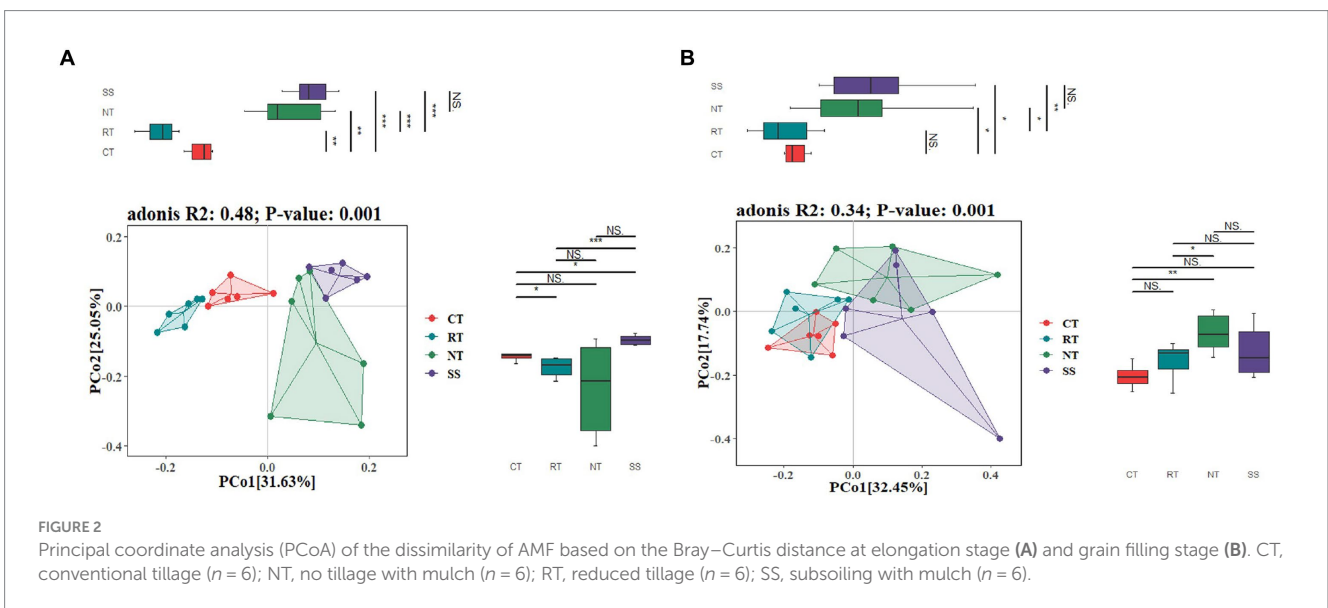 A
SS
NT
RT
CT
**
**
***
***
***
NS.
adonis R2: 0.48; P-value: 0.001
0.2
0.0
-0.2
-0.4
PCo2[25.05%]
-0.2
0.0
0.2
PCo1[31.63%]
CT
RT
NT
SS
NS.
***
NS.
*
NS.
*
CT
RT
NT
SS
B
SS
NT
RT
CT
NS.
*
*
*
**
NS.
adonis R2: 0.34; P-value: 0.001
0.2
0.0
-0.2
-0.4
PCo2[17.74%]
-0.2
0.0
0.2
0.4
PCo1[32.45%]
CT
RT
NT
SS
NS.
NS.
*
NS.
**
NS.
CT
RT
NT
SS
FIGURE 2
Principal coordinate analysis (PCoA) of the dissimilarity of AMF based on the Bray–Curtis distance at elongation stage (A) and grain filling stage (B). CT,
conventional tillage (n = 6); NT, no tillage with mulch (n = 6); RT, reduced tillage (n = 6); SS, subsoiling with mulch (n = 6).